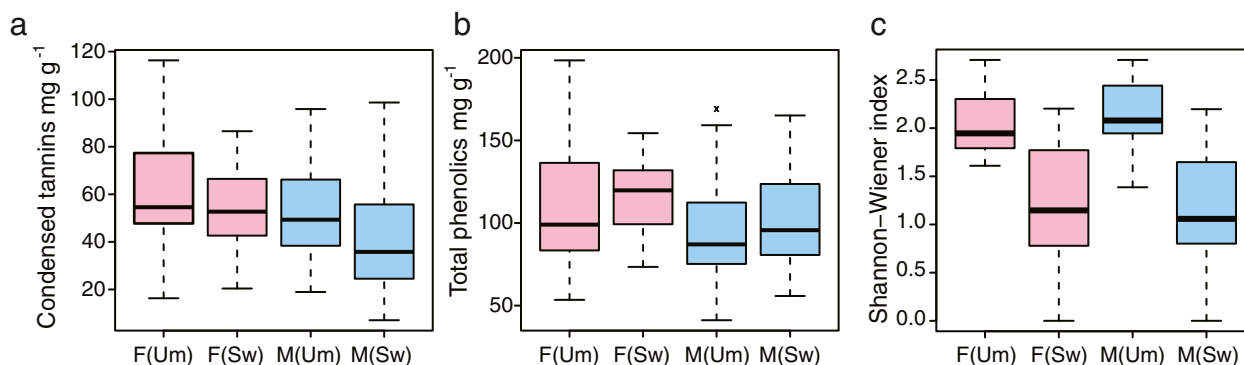 a
Condensed tannins mg g-1
120
100
80
60
40
20
F(Um) F(Sw) M(Um) M(Sw)
b
Total phenolics mg g-1
200
150
100
50
x
F(Um) F(Sw) M(Um) M(Sw)
c
Shannon−Wiener index
2.5
2.0
1.5
1.0
0.5
0.0
F(Um) F(Sw) M(Um) M(Sw)